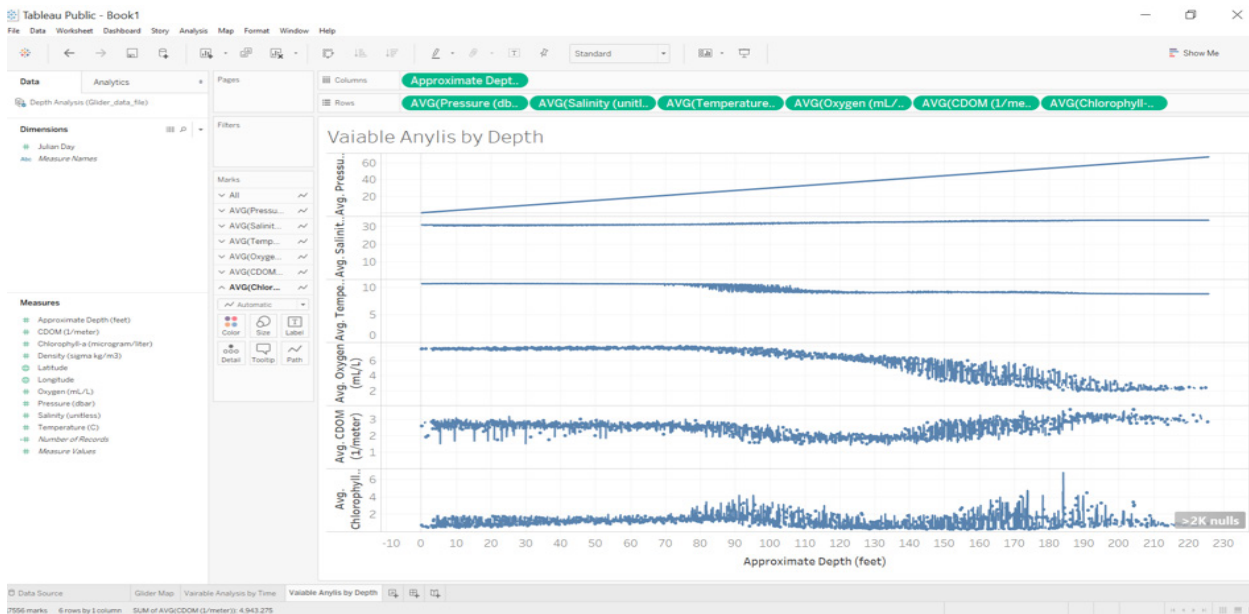 Tableau Public - Book1
File Data Worksheet Dashboard Story Analysis Map Format Window Help
Standard
Show Me
Data Analytics
Pages
Columns Approximate Dept..
Depth Analysis (Glider_data_file)
Rows AVG(Pressure (db.. AVG(Salinity (unitl.. AVG(Temperature.. AVG(Oxygen (mL/.. AVG(CDOM (1/me.. AVG(Chlorophyll-..
Dimensions
Julian Day
Abc Measure Names
Filters
Marks
All
AVG(Pressu...
AVG(Salinit...
AVG(Temp...
AVG(Oxyge...
AVG(CDOM...
AVG(Chlor...
Automatic
Color Size Label
Detail Tooltip Path
Measures
Approximate Depth (feet)
CDOM (1/meter)
Chlorophyll-a (microgram/liter)
Density (sigma kg/m3)
Latitude
Longitude
Oxygen (mL/L)
Pressure (dbar)
Salinity (unitless)
Temperature (C)
Number of Records
Measure Values
Vaiable Anylis by Depth
Avg. Pressu..
60
40
20
Avg. Salinit..
30
20
10
Avg. Tempe..
10
5
0
Avg. Oxygen (mL/L)
6
4
2
Avg. CDOM (1/meter)
3
2
1
Avg. Chlorophyll..
6
4
2
>2K nulls
-10 0 10 20 30 40 50 60 70 80 90 100 110 120 130 140 150 160 170 180 190 200 210 220 230
Approximate Depth (feet)
Data Source Glider Map Vairable Analysis by Time Vaiable Anylis by Depth
7556 marks 6 rows by 1 column SUM of AVG(CDOM (1/meter)): 4,943.275